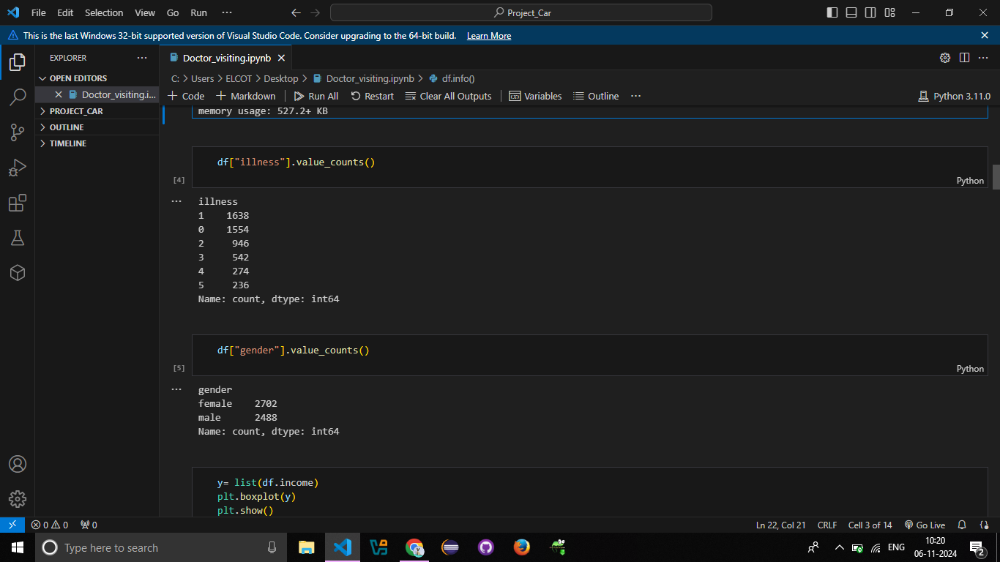 File Edit Selection View Go Run ···
Project_Car
This is the last Windows 32-bit supported version of Visual Studio Code. Consider upgrading to the 64-bit build. Learn More
EXPLORER ···
OPEN EDITORS
Doctor_visiting.i...
PROJECT_CAR
OUTLINE
TIMELINE
Doctor_visiting.ipynb
C: > Users > ELCOT > Desktop > Doctor_visiting.ipynb > df.info()
+ Code + Markdown Run All Restart Clear All Outputs Variables Outline ···
Python 3.11.0
memory usage: 527.2+ KB
df["illness"].value_counts()
[4]
Python
illness
1    1638
0    1554
2     946
3     542
4     274
5     236
Name: count, dtype: int64
df["gender"].value_counts()
[5]
Python
gender
female    2702
male      2488
Name: count, dtype: int64
y= list(df.income)
plt.boxplot(y)
plt.show()
0 0 0
Ln 22, Col 21 CRLF Cell 3 of 14 Go Live
Type here to search
ENG
10:20
06-11-2024
2